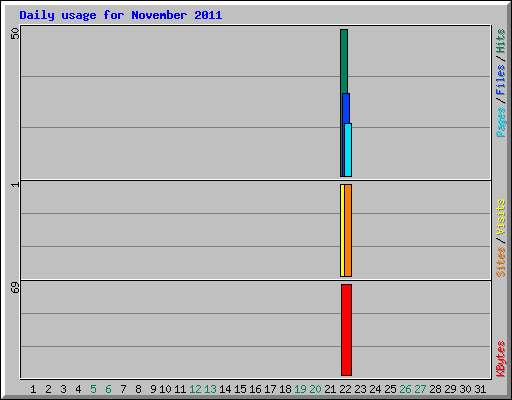 Daily usage for November 2011
50
1
69
Pages / Files / Hits
Sites / Visits
KBytes
1 2 3 4 5 6 7 8 9 10 11 12 13 14 15 16 17 18 19 20 21 22 23 24 25 26 27 28 29 30 31